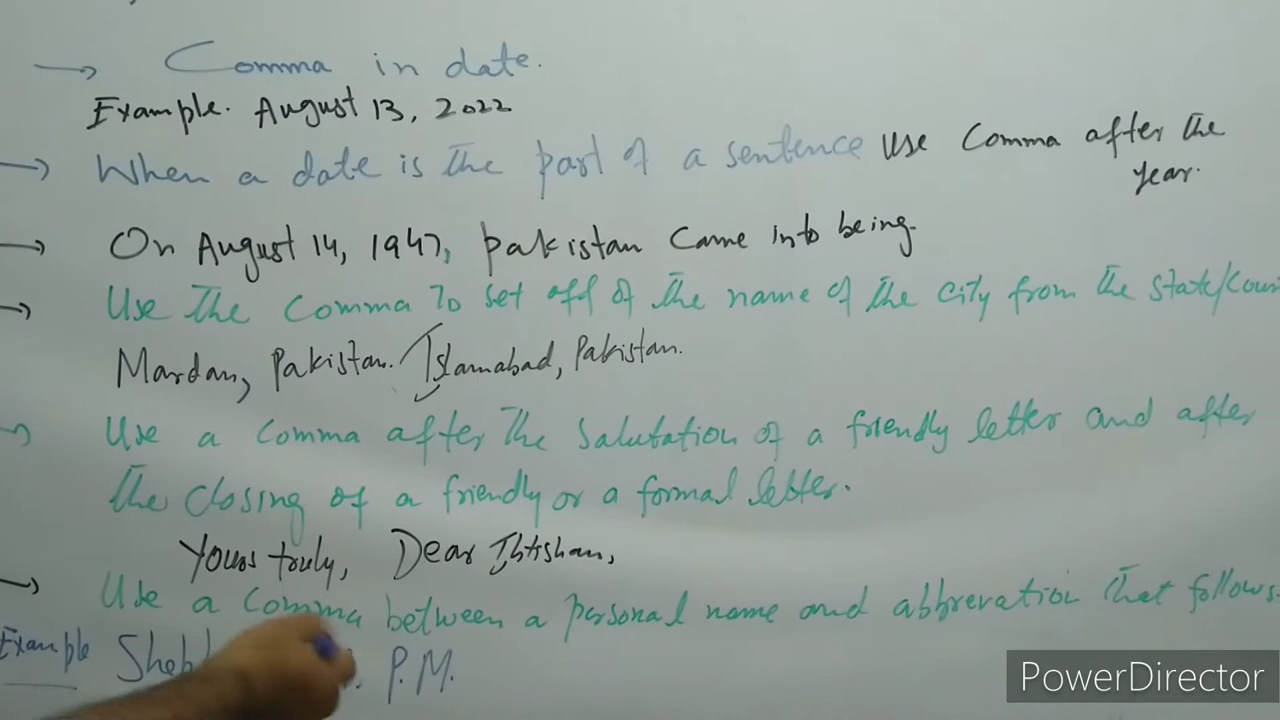 → Comma in date.
Example. August 13, 2022
→ When a date is the part of a sentence use Comma after the
year.
→ On August 14, 1947, Pakistan Came into being.
→ Use the Comma To set off of the name of the city from the state/coun
Mardan, Pakistan. / Islamabad, Pakistan.
→ Use a Comma after the Salutation of a friendly letter and after
the closing of a friendly or a formal letter.
Yours truly, Dear Ihtisham,
→ Use a Comma between a personal name and abbrevation that follows.
Example P.M.
PowerDirector